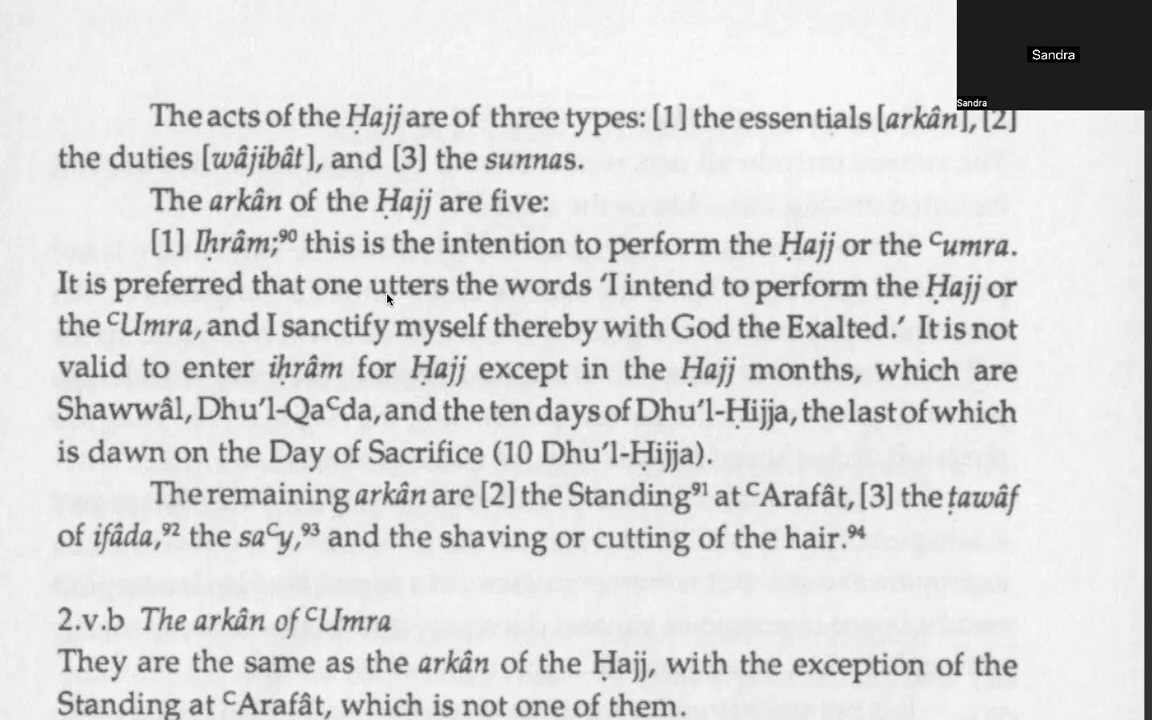 Sandra
Sandra
The acts of the Ḥajj are of three types: [1] the essentials [arkân], [2]
the duties [wâjibât], and [3] the sunnas.
The arkân of the Ḥajj are five:
[1] Ihrâm;⁹⁰ this is the intention to perform the Ḥajj or the ᶜumra.
It is preferred that one utters the words ‘I intend to perform the Ḥajj or
the ᶜUmra, and I sanctify myself thereby with God the Exalted.’ It is not
valid to enter iḥrâm for Ḥajj except in the Ḥajj months, which are
Shawwâl, Dhu’l-Qaᶜda, and the ten days of Dhu’l-Ḥijja, the last of which
is dawn on the Day of Sacrifice (10 Dhu’l-Hijja).
The remaining arkân are [2] the Standing⁹¹ at ᶜArafât, [3] the ṭawâf
of ifâda,⁹² the saᶜy,⁹³ and the shaving or cutting of the hair.⁹⁴
2.v.b The arkân of ᶜUmra
They are the same as the arkân of the Hajj, with the exception of the
Standing at ᶜArafât, which is not one of them.